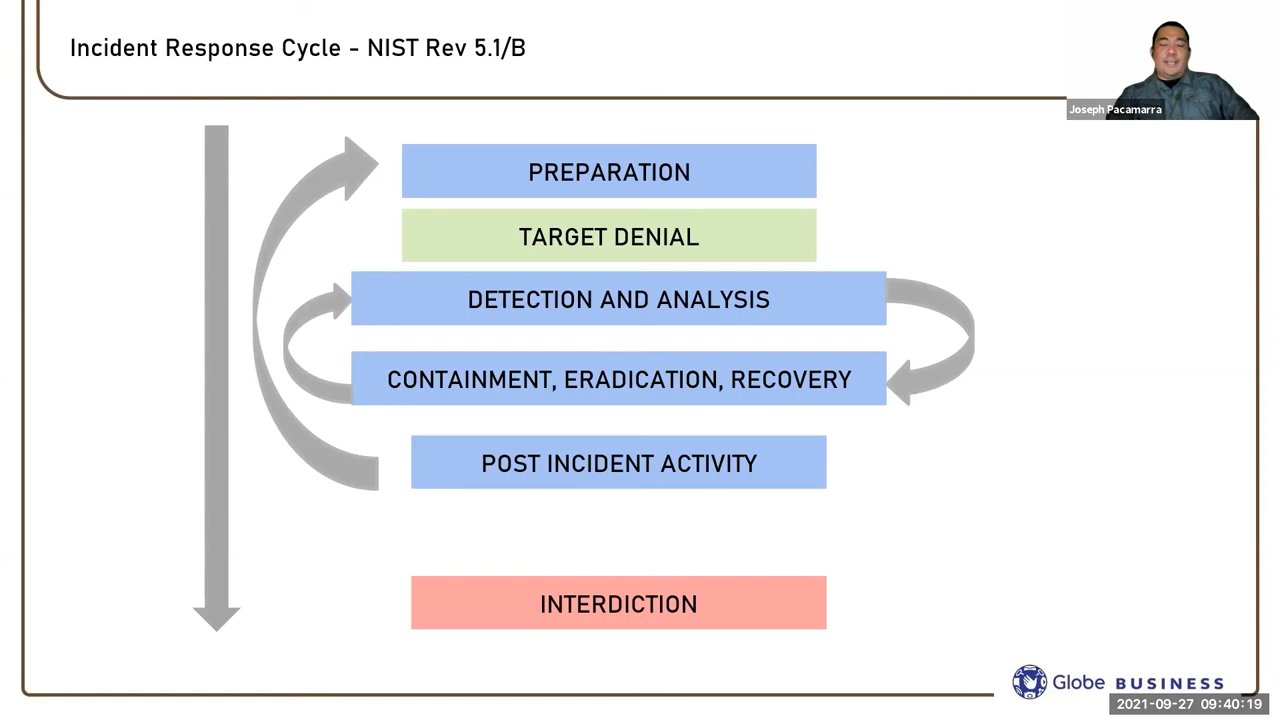 Incident Response Cycle - NIST Rev 5.1/B
Joseph Pacamarra
PREPARATION
TARGET DENIAL
DETECTION AND ANALYSIS
CONTAINMENT, ERADICATION, RECOVERY
POST INCIDENT ACTIVITY
INTERDICTION
Globe BUSINESS
2021-09-27 09:40:19